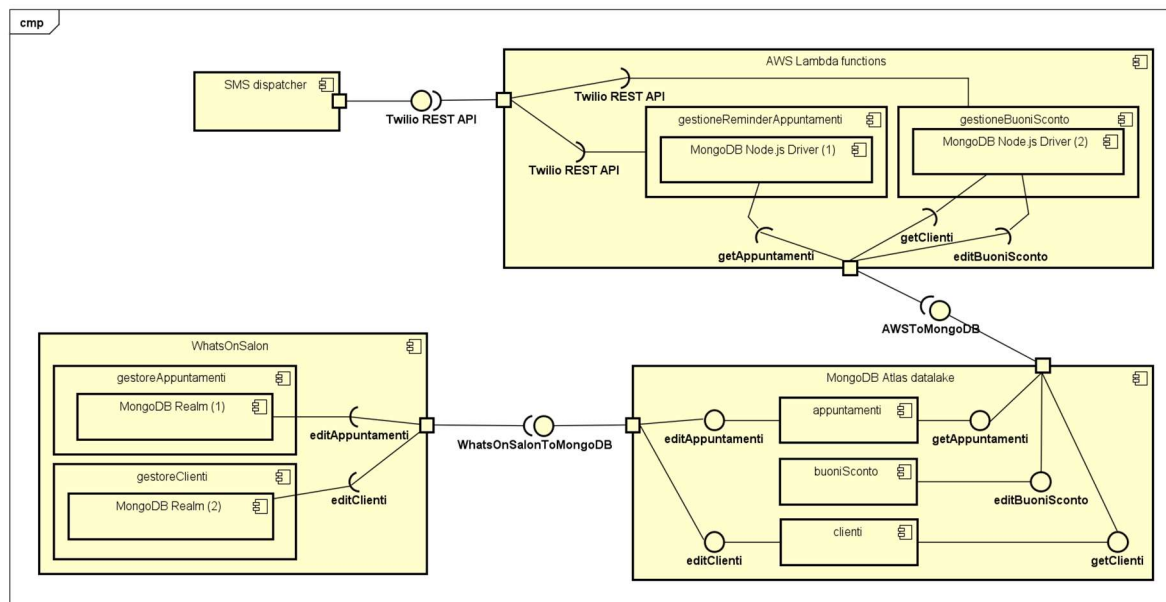 cmp
AWS Lambda functions
SMS dispatcher
Twilio REST API
Twilio REST API
Twilio REST API
gestioneReminderAppuntamenti
MongoDB Node.js Driver (1)
gestioneBuoniSconto
MongoDB Node.js Driver (2)
getAppuntamenti
getClienti
editBuoniSconto
AWSToMongoDB
WhatsOnSalon
gestoreAppuntamenti
MongoDB Realm (1)
editAppuntamenti
gestoreClienti
MongoDB Realm (2)
editClienti
WhatsOnSalonToMongoDB
MongoDB Atlas datalake
appuntamenti
editAppuntamenti
getAppuntamenti
buoniSconto
editBuoniSconto
clienti
editClienti
getClienti